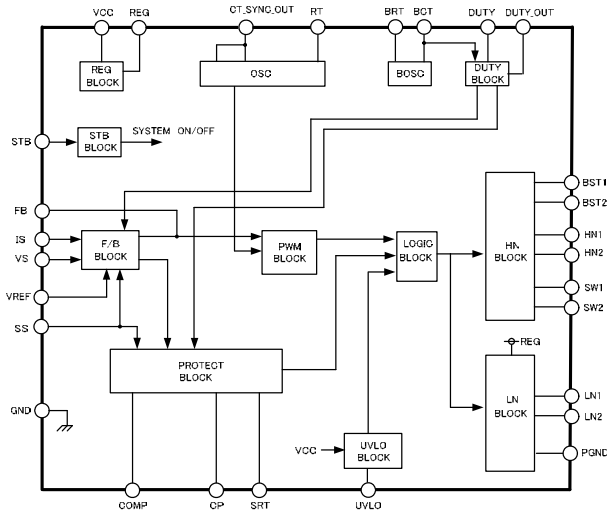 VCC REG CT_SYNC_OUT RT BRT BCT DUTY DUTY_OUT
REG
BLOCK
OSC
BOSC
DUTY
BLOCK
STB
STB
BLOCK
SYSTEM ON/OFF
FB
IS
VS
VREF
SS
GND
F/B
BLOCK
PWM
BLOCK
LOGIC
BLOCK
HN
BLOCK
BST1
BST2
HN1
HN2
SW1
SW2
PROTECT
BLOCK
REG
LN
BLOCK
LN1
LN2
PGND
VCC
UVLO
BLOCK
COMP CP SRT UVLO